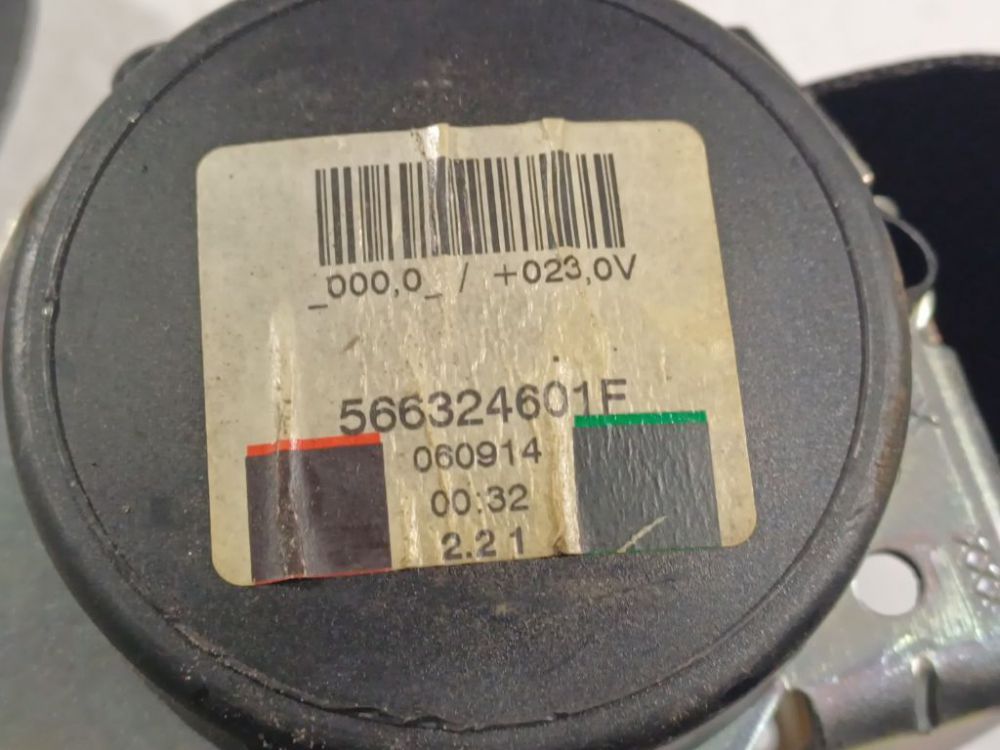 _000,0_ / +023,0V
566324601F
060914
00:32
2.2 1